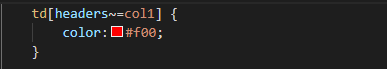 td[headers~=col1] {
    color:#f00;
}